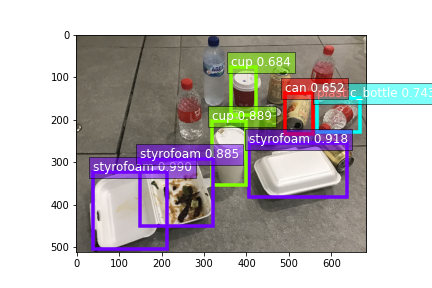 0
cup 0.684
100
can 0.652
plastic_bottle 0.743
cup 0.889
200
styrofoam 0.918
styrofoam 0.885
300
styrofoam 0.990
400
500
0 100 200 300 400 500 600